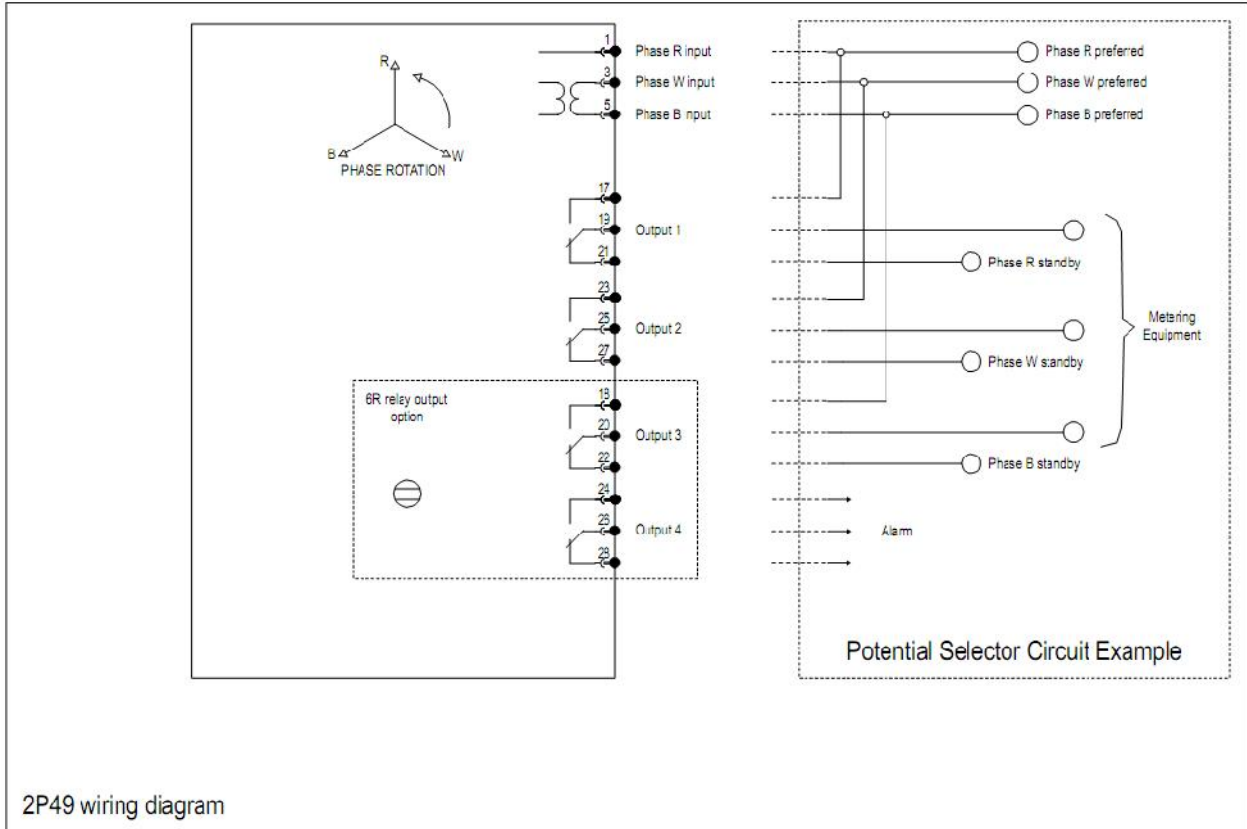 1 Phase R input
3 Phase W input
5 Phase B input
R
B
W
PHASE ROTATION
17
19 Output 1
21
23
25 Output 2
27
6R relay output
option
18
20 Output 3
22
24
26 Output 4
28
Phase R preferred
Phase W preferred
Phase B preferred
Phase R standby
Phase W standby
Phase B standby
Metering
Equipment
Alarm
Potential Selector Circuit Example
2P49 wiring diagram